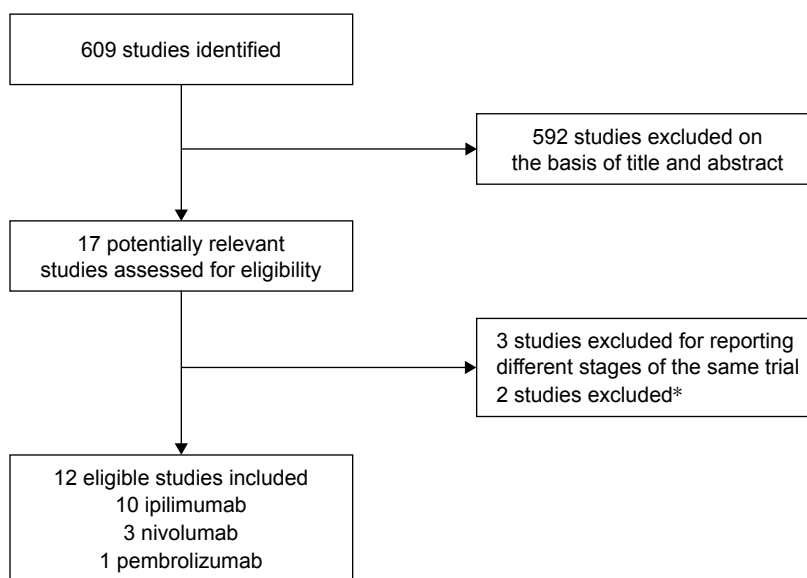 609 studies identified
592 studies excluded on
the basis of title and abstract
17 potentially relevant
studies assessed for eligibility
3 studies excluded for reporting
different stages of the same trial
2 studies excluded*
12 eligible studies included
10 ipilimumab
3 nivolumab
1 pembrolizumab